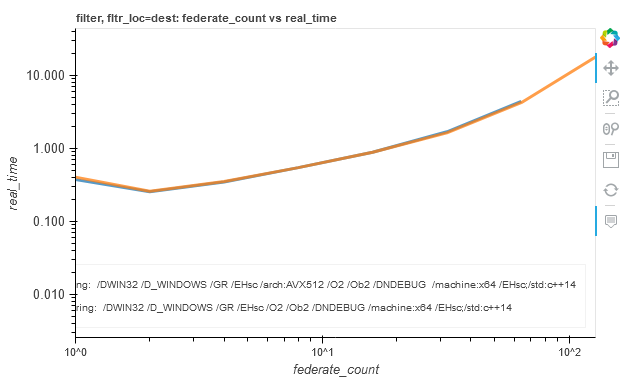 filter, fltr_loc=dest: federate_count vs real_time
10.000
1.000
0.100
0.010
real_time
ng: /DWIN32 /D_WINDOWS /GR /EHsc /arch:AVX512 /O2 /Ob2 /DNDEBUG /machine:x64 /EHsc;/std:c++14
ring: /DWIN32 /D_WINDOWS /GR /EHsc /O2 /Ob2 /DNDEBUG /machine:x64 /EHsc;/std:c++14
10^0
10^1
10^2
federate_count